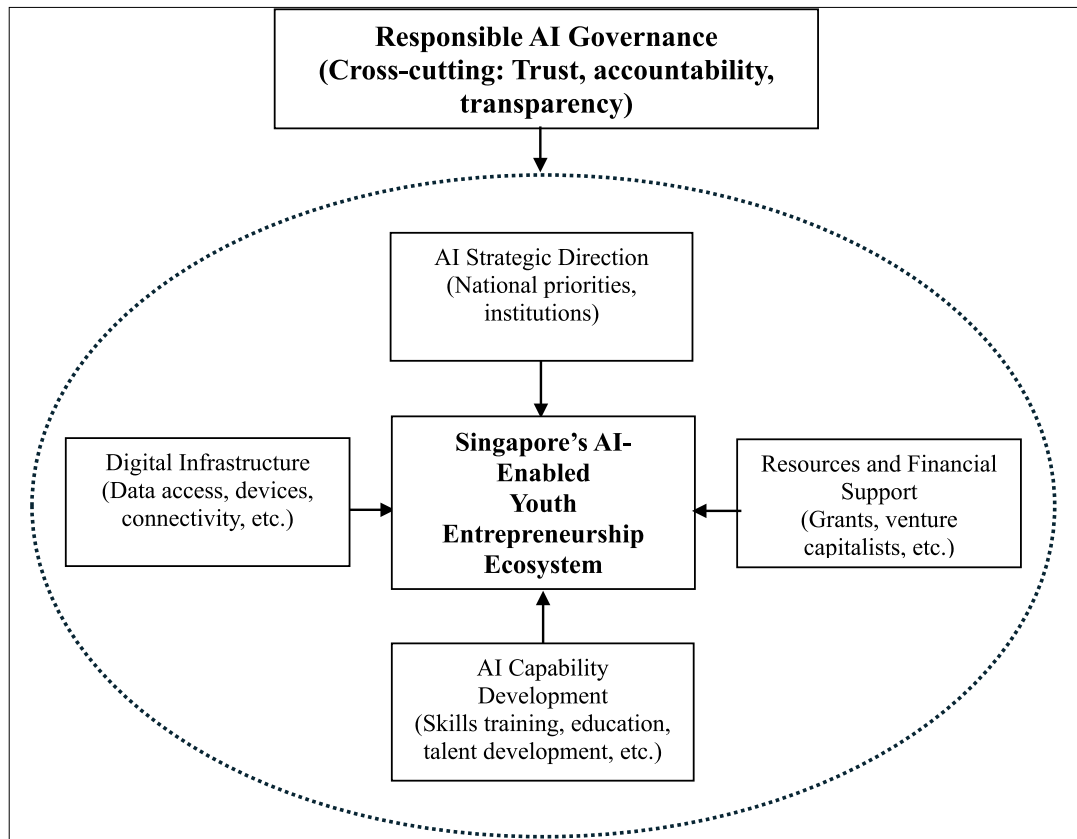 Responsible AI Governance
(Cross-cutting: Trust, accountability,
transparency)
AI Strategic Direction
(National priorities,
institutions)
Digital Infrastructure
(Data access, devices,
connectivity, etc.)
Singapore’s AI-
Enabled
Youth
Entrepreneurship
Ecosystem
Resources and Financial
Support
(Grants, venture
capitalists, etc.)
AI Capability
Development
(Skills training, education,
talent development, etc.)